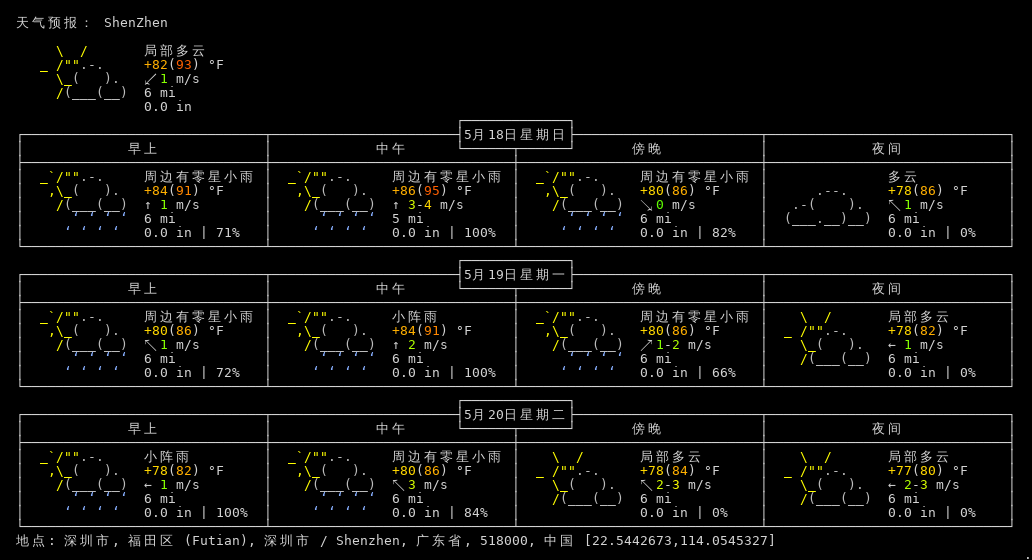 天气预报： ShenZhen
局部多云
+82(93) °F
↙ 1 m/s
6 mi
0.0 in
5月18日星期日
早上 中午 傍晚 夜间
周边有零星小雨 周边有零星小雨 周边有零星小雨 多云
+84(91) °F +86(95) °F +80(86) °F +78(86) °F
↑ 1 m/s ↑ 3-4 m/s ↘ 0 m/s ↖ 1 m/s
6 mi 5 mi 6 mi 6 mi
0.0 in | 71% 0.0 in | 100% 0.0 in | 82% 0.0 in | 0%
5月19日星期一
早上 中午 傍晚 夜间
周边有零星小雨 小阵雨 周边有零星小雨 局部多云
+80(86) °F +84(91) °F +80(86) °F +78(82) °F
↖ 1 m/s ↑ 2 m/s ↗ 1-2 m/s ← 1 m/s
6 mi 6 mi 6 mi 6 mi
0.0 in | 72% 0.0 in | 100% 0.0 in | 66% 0.0 in | 0%
5月20日星期二
早上 中午 傍晚 夜间
小阵雨 周边有零星小雨 局部多云 局部多云
+78(82) °F +80(86) °F +78(84) °F +77(80) °F
← 1 m/s ↖ 3 m/s ↖ 2-3 m/s ← 2-3 m/s
6 mi 6 mi 6 mi 6 mi
0.0 in | 100% 0.0 in | 84% 0.0 in | 0% 0.0 in | 0%
地点: 深圳市, 福田区 (Futian), 深圳市 / Shenzhen, 广东省, 518000, 中国 [22.5442673,114.0545327]